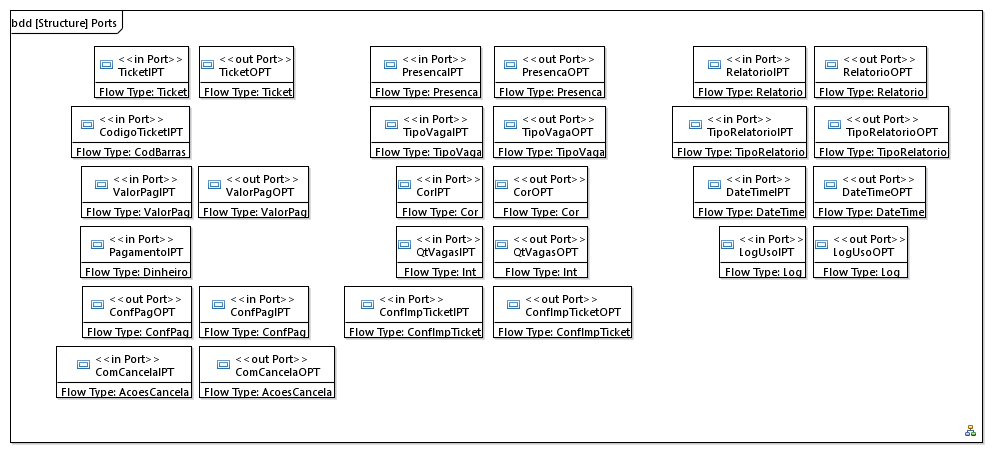 bdd [Structure] Ports
<<in Port>>
TicketIPT
Flow Type: Ticket
<<out Port>>
TicketOPT
Flow Type: Ticket
<<in Port>>
PresencaIPT
Flow Type: Presenca
<<out Port>>
PresencaOPT
Flow Type: Presenca
<<in Port>>
RelatorioIPT
Flow Type: Relatorio
<<out Port>>
RelatorioOPT
Flow Type: Relatorio
<<in Port>>
CodigoTicketIPT
Flow Type: CodBarras
<<in Port>>
TipoVagaIPT
Flow Type: TipoVaga
<<out Port>>
TipoVagaOPT
Flow Type: TipoVaga
<<in Port>>
TipoRelatorioIPT
Flow Type: TipoRelatorio
<<out Port>>
TipoRelatorioOPT
Flow Type: TipoRelatorio
<<in Port>>
ValorPagIPT
Flow Type: ValorPag
<<out Port>>
ValorPagOPT
Flow Type: ValorPag
<<in Port>>
CorIPT
Flow Type: Cor
<<out Port>>
CorOPT
Flow Type: Cor
<<in Port>>
DateTimeIPT
Flow Type: DateTime
<<out Port>>
DateTimeOPT
Flow Type: DateTime
<<in Port>>
PagamentoIPT
Flow Type: Dinheiro
<<in Port>>
QtVagasIPT
Flow Type: Int
<<out Port>>
QtVagasOPT
Flow Type: Int
<<in Port>>
LogUsoIPT
Flow Type: Log
<<out Port>>
LogUsoOPT
Flow Type: Log
<<out Port>>
ConfPagOPT
Flow Type: ConfPag
<<in Port>>
ConfPagIPT
Flow Type: ConfPag
<<in Port>>
ConfImpTicketIPT
Flow Type: ConfImpTicket
<<out Port>>
ConfImpTicketOPT
Flow Type: ConfImpTicket
<<in Port>>
ComCancelaIPT
Flow Type: AcoesCancela
<<out Port>>
ComCancelaOPT
Flow Type: AcoesCancela